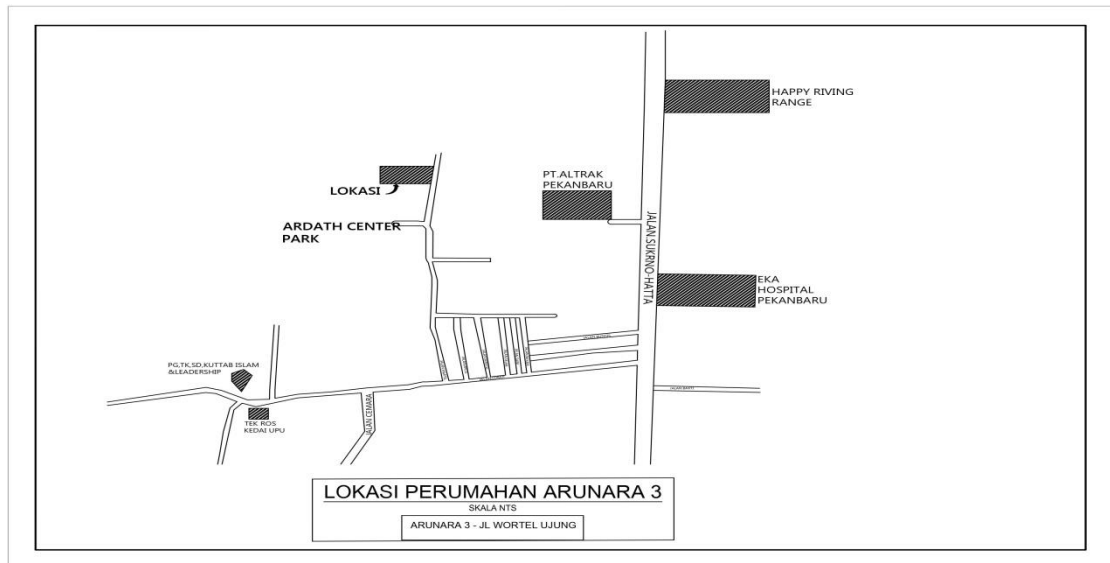 HAPPY RIVING
RANGE
PT.ALTRAK
PEKANBARU
LOKASI
ARDATH CENTER
PARK
JALAN SUKRNO-HATTA
EKA
HOSPITAL
PEKANBARU
PG,TK,SD,KUTTAB ISLAM
&LEADERSHIP
TEK ROS
KEDAI UPU
JALAN CEMARA
LOKASI PERUMAHAN ARUNARA 3
SKALA NTS
ARUNARA 3 - JL WORTEL UJUNG